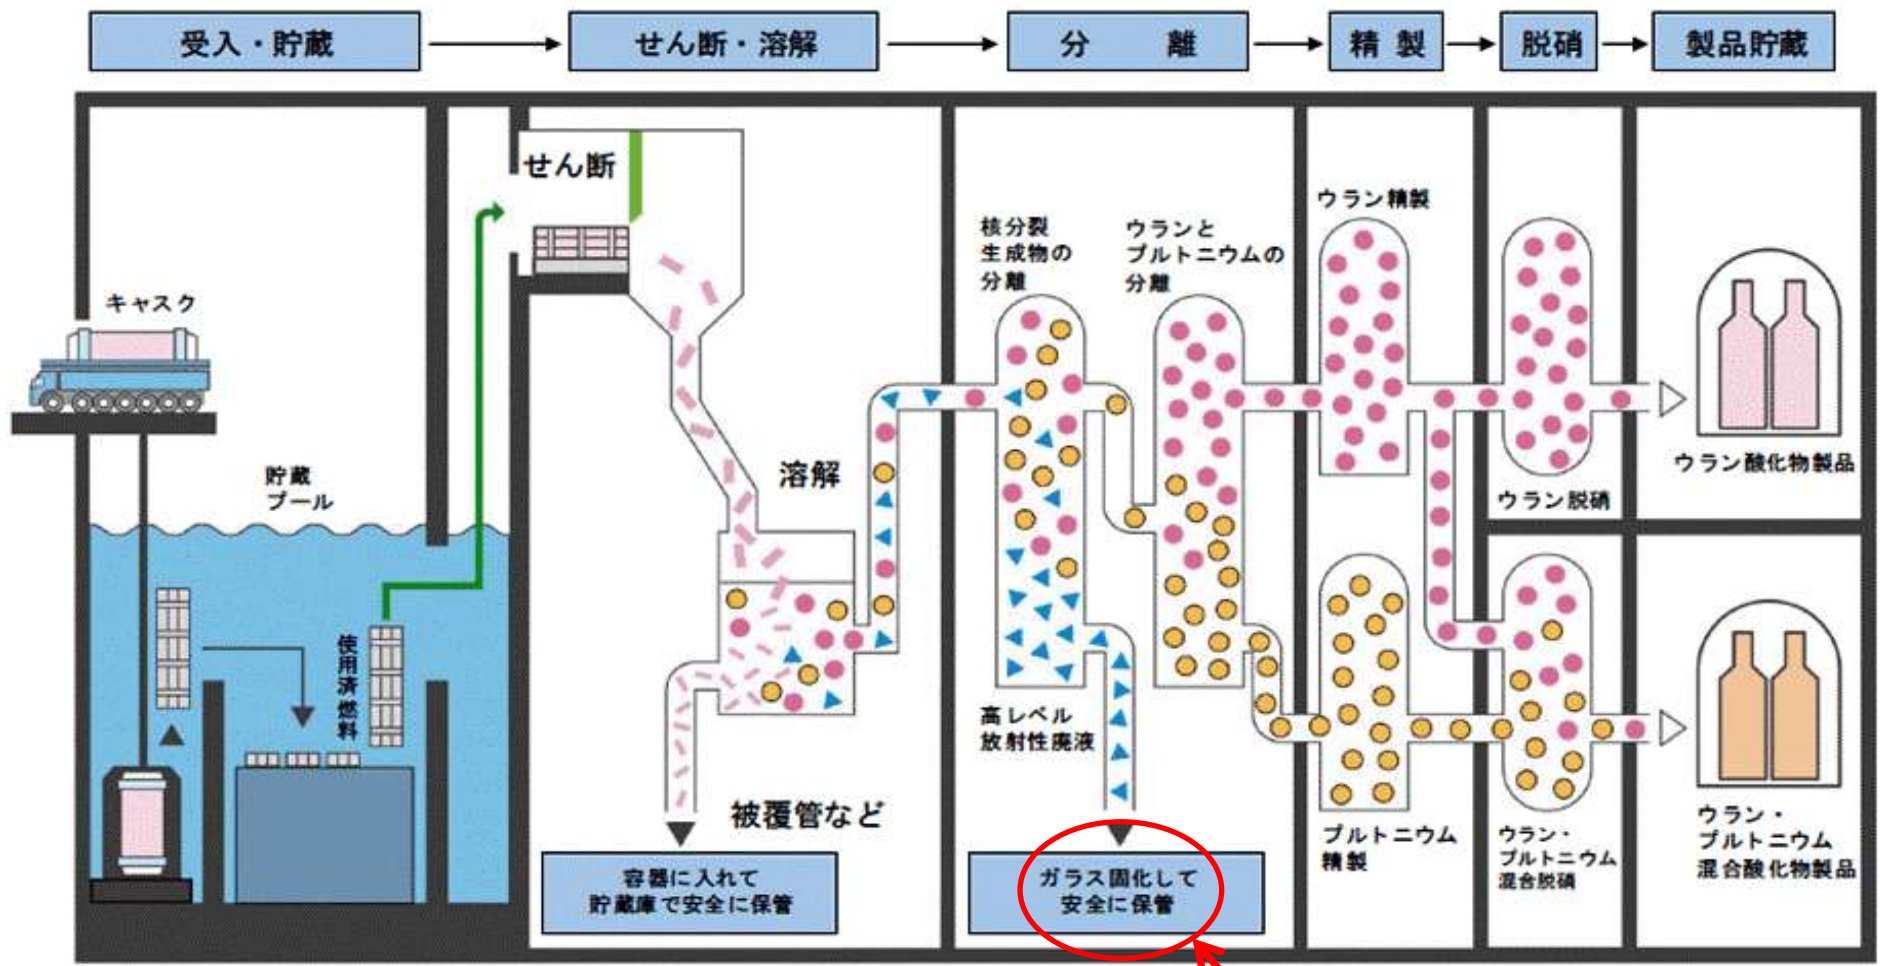 受入・貯蔵
せん断・溶解
分離
精製
脱硝
製品貯蔵
キャスク
貯蔵
プール
使用済燃料
せん断
溶解
被覆管など
容器に入れて
貯蔵庫で安全に保管
核分裂
生成物の
分離
高レベル
放射性廃液
ガラス固化して
安全に保管
ウランと
プルトニウムの
分離
ウラン精製
プルトニウム
精製
ウラン脱硝
ウラン・
プルトニウム
混合脱硝
ウラン酸化物製品
ウラン・
プルトニウム
混合酸化物製品